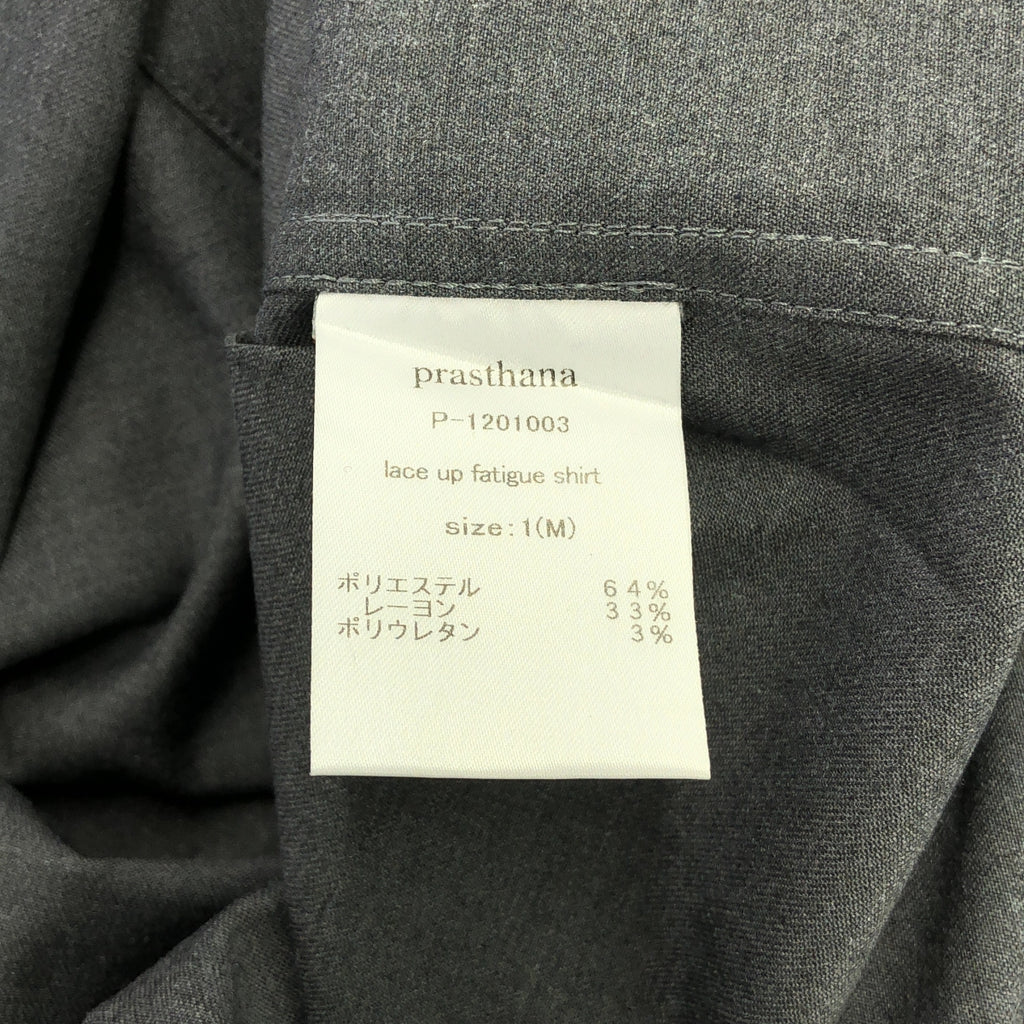 prasthana
P-1201003
lace up fatigue shirt
size:1(M)
ポリエステル 64%
レーヨン 33%
ポリウレタン 3%